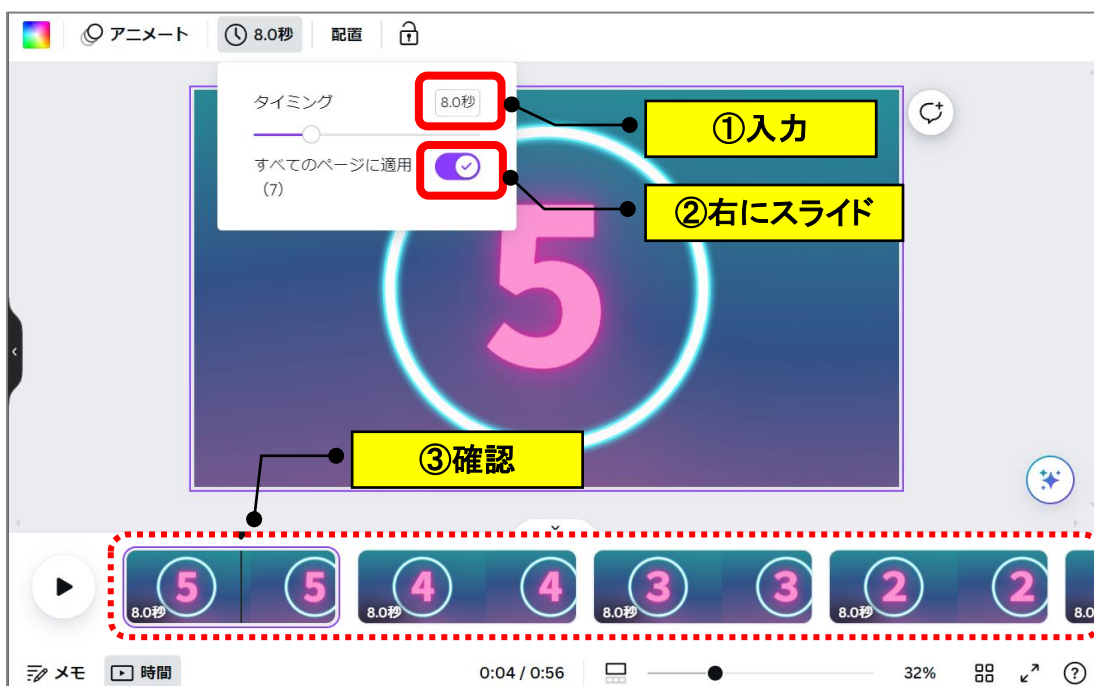 アニメート
8.0秒
配置
タイミング
8.0秒
すべてのページに適用
(7)
①入力
②右にスライド
5
③確認
5
5
8.0秒
4
4
8.0秒
3
3
8.0秒
2
2
8.0秒
8.0
メモ
時間
0:04 / 0:56
32%